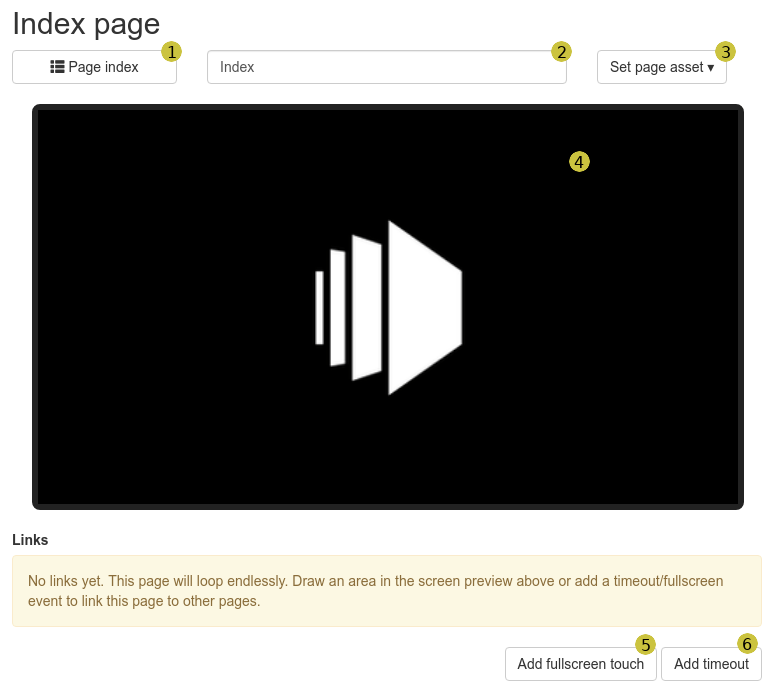 Index page
1
2
3
Page index
Index
Set page asset ▾
4
Links
No links yet. This page will loop endlessly. Draw an area in the screen preview above or add a timeout/fullscreen
event to link this page to other pages.
5
6
Add fullscreen touch
Add timeout